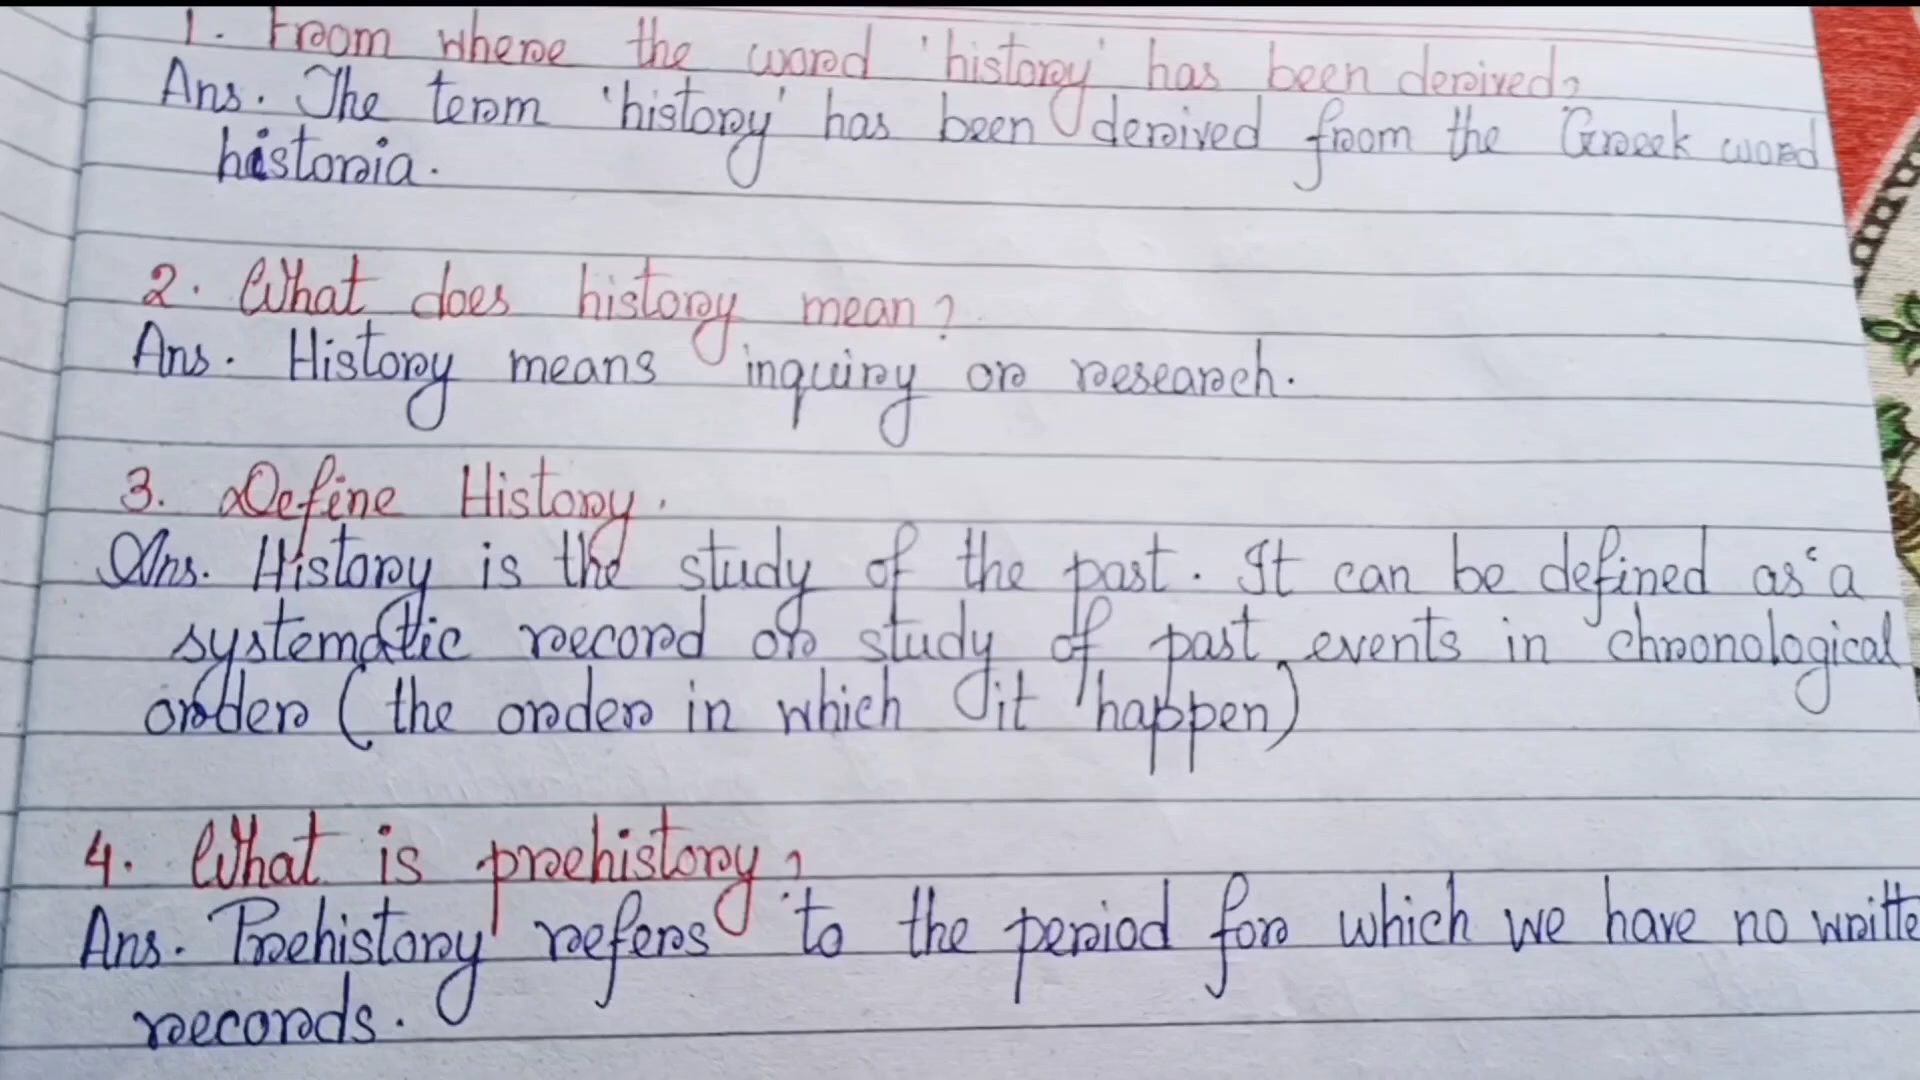 1. From where the word 'history' has been derived?
Ans. The term 'history' has been derived from the Greek word
historia.
2. What does history mean?
Ans. History means inquiry or research.
3. Define History.
Ans. History is the study of the past. It can be defined as a
systematic record or study of past events in chronological
order (the order in which it happen)
4. What is prehistory?
Ans. Prehistory refers to the period for which we have no writte
records.